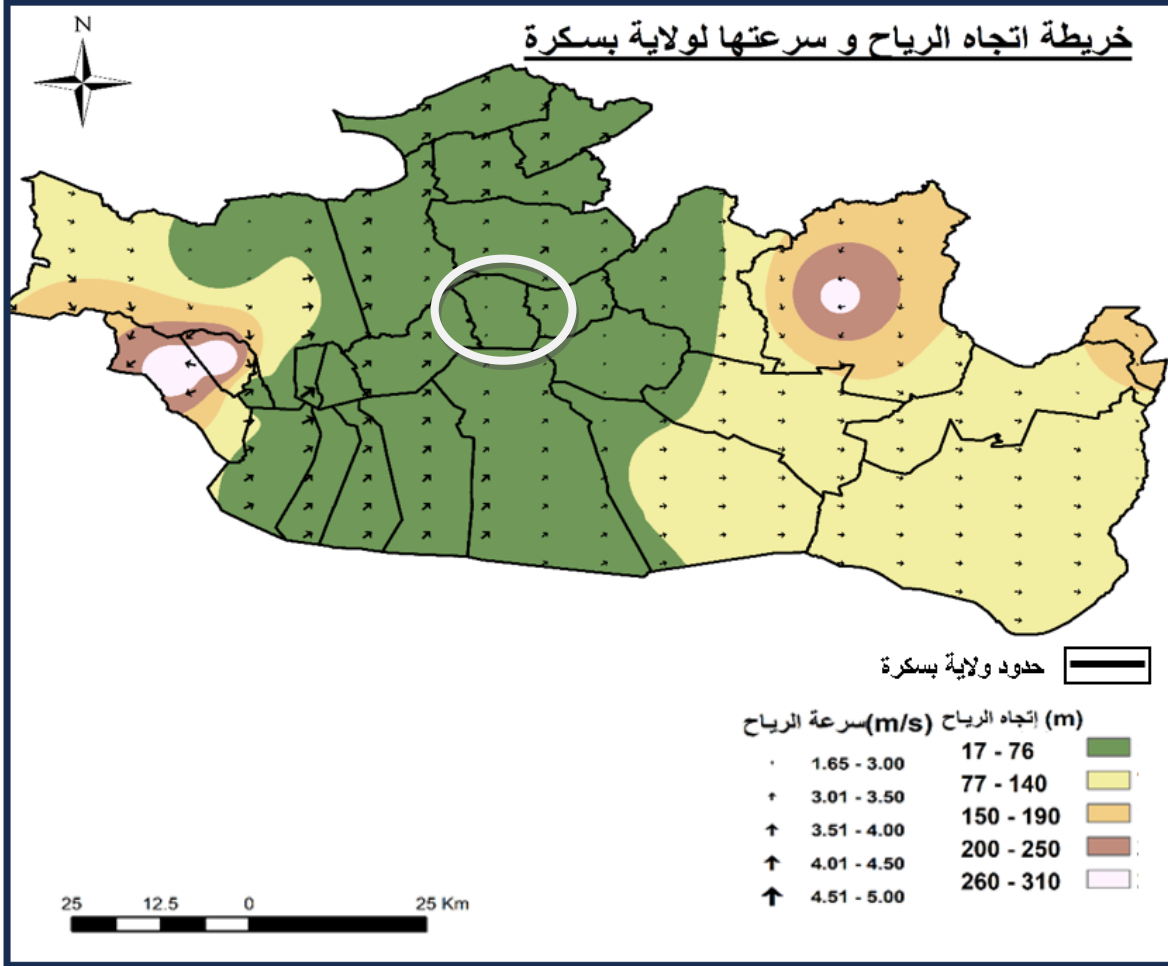 خريطة اتجاه الرياح و سرعتها لولاية بسكرة
N
حدود ولاية بسكرة
إتجاه الرياح (m)
17 - 76
77 - 140
150 - 190
200 - 250
260 - 310
سرعة الرياح(m/s)
1.65 - 3.00
3.01 - 3.50
3.51 - 4.00
4.01 - 4.50
4.51 - 5.00
25 12.5 0 25 Km